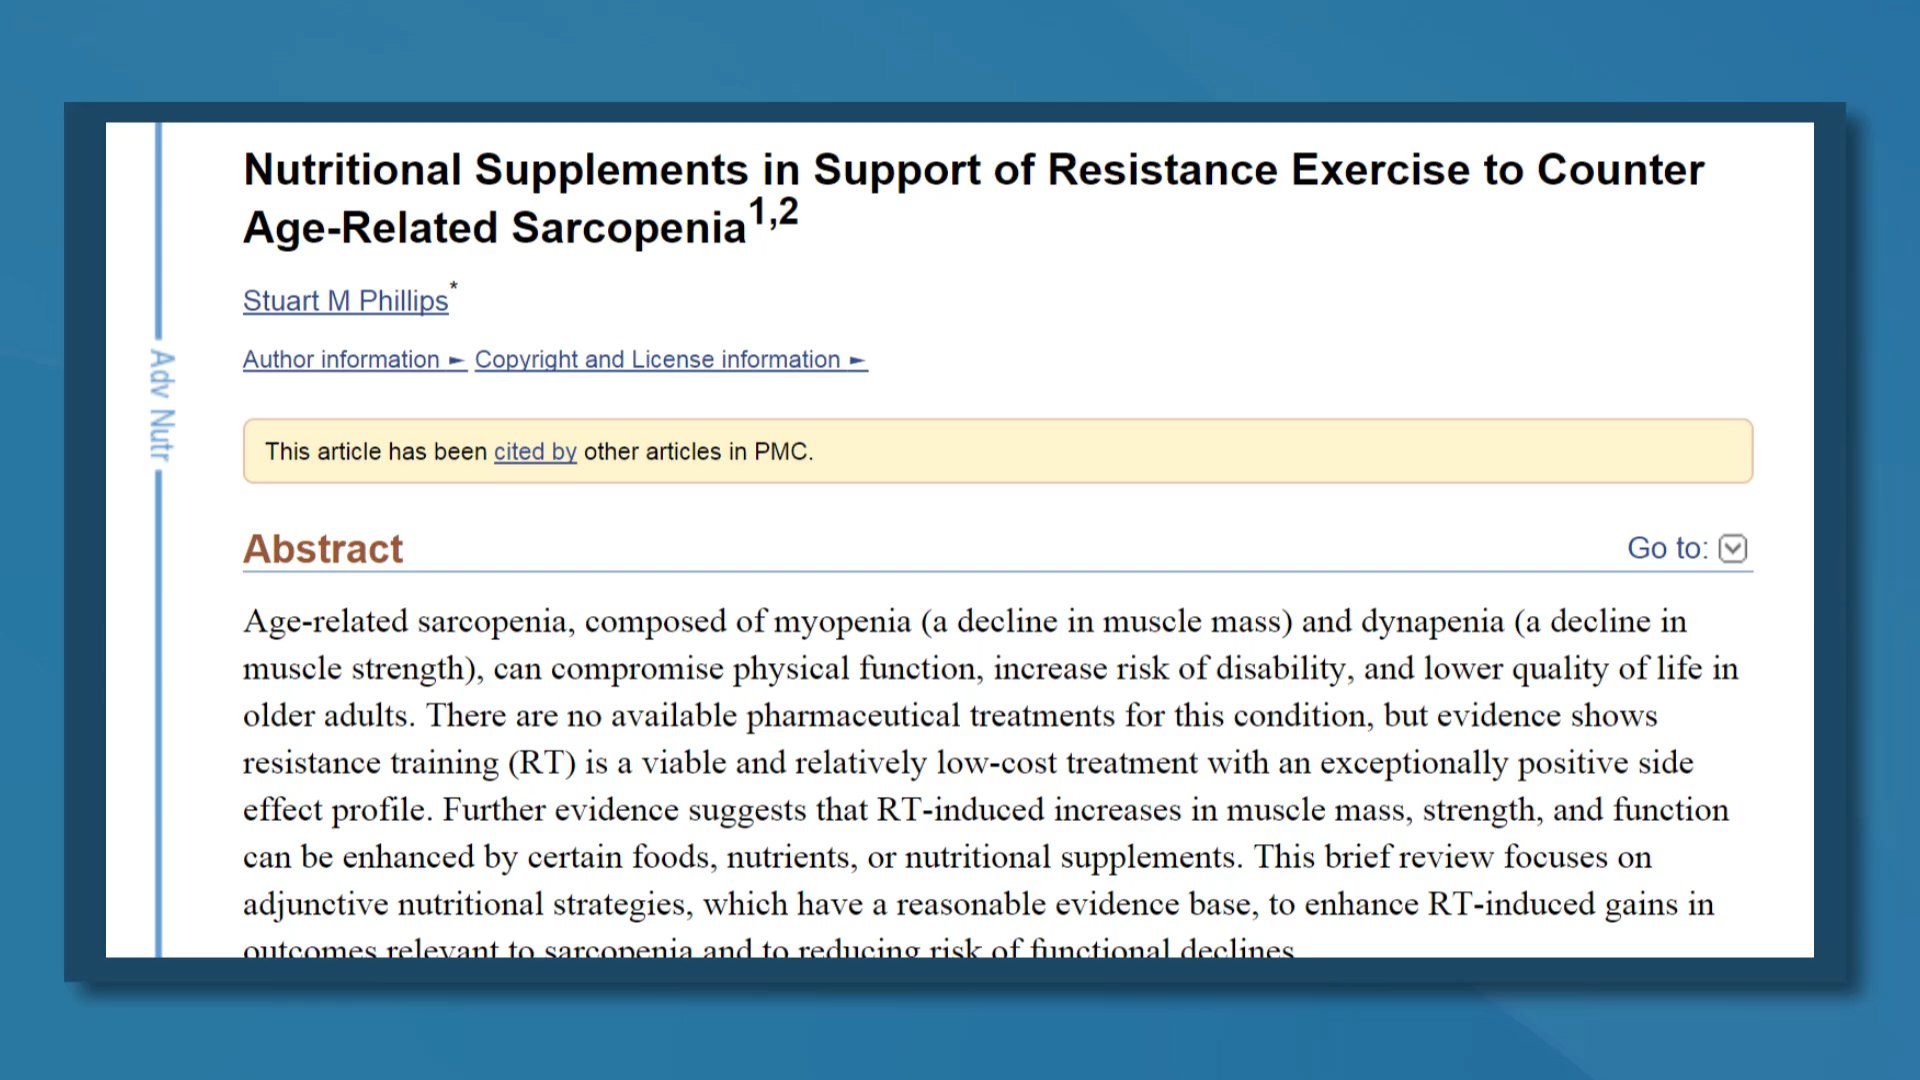 Nutritional Supplements in Support of Resistance Exercise to Counter
Age-Related Sarcopenia1,2
Stuart M Phillips*
Author information ► Copyright and License information ►
Adv Nutr
This article has been cited by other articles in PMC.
Abstract
Go to:
Age-related sarcopenia, composed of myopenia (a decline in muscle mass) and dynapenia (a decline in
muscle strength), can compromise physical function, increase risk of disability, and lower quality of life in
older adults. There are no available pharmaceutical treatments for this condition, but evidence shows
resistance training (RT) is a viable and relatively low-cost treatment with an exceptionally positive side
effect profile. Further evidence suggests that RT-induced increases in muscle mass, strength, and function
can be enhanced by certain foods, nutrients, or nutritional supplements. This brief review focuses on
adjunctive nutritional strategies, which have a reasonable evidence base, to enhance RT-induced gains in
outcomes relevant to sarcopenia and to reducing risk of functional declines